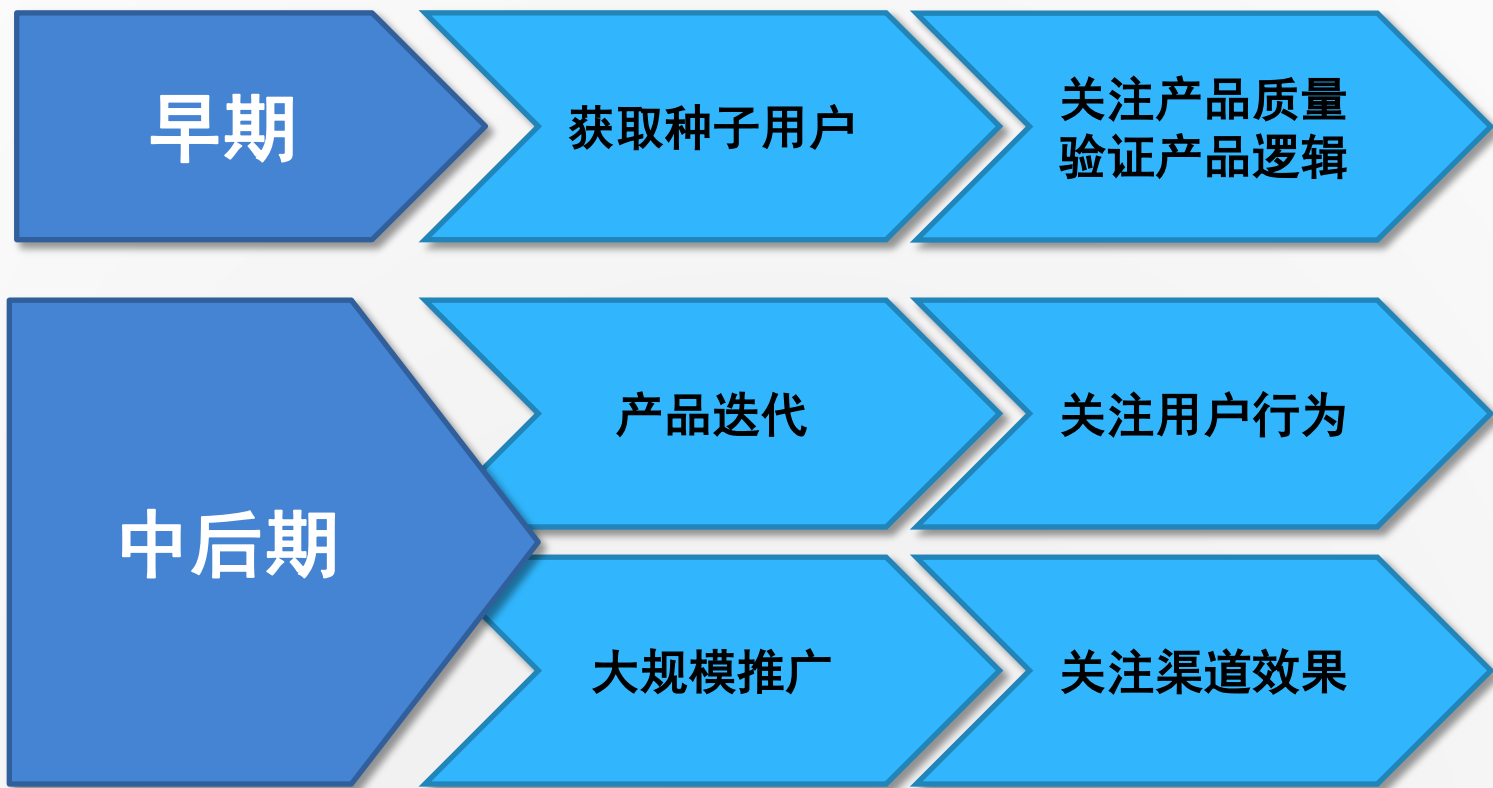 早期
获取种子用户
关注产品质量
验证产品逻辑
中后期
产品迭代
关注用户行为
大规模推广
关注渠道效果